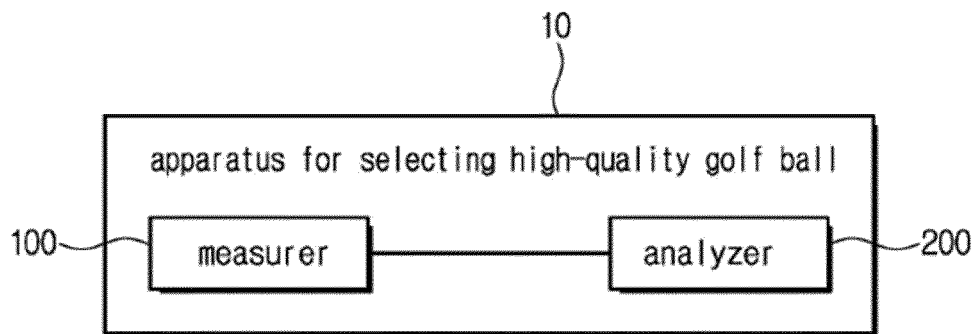 10
apparatus for selecting high-quality golf ball
100 measurer analyzer 200